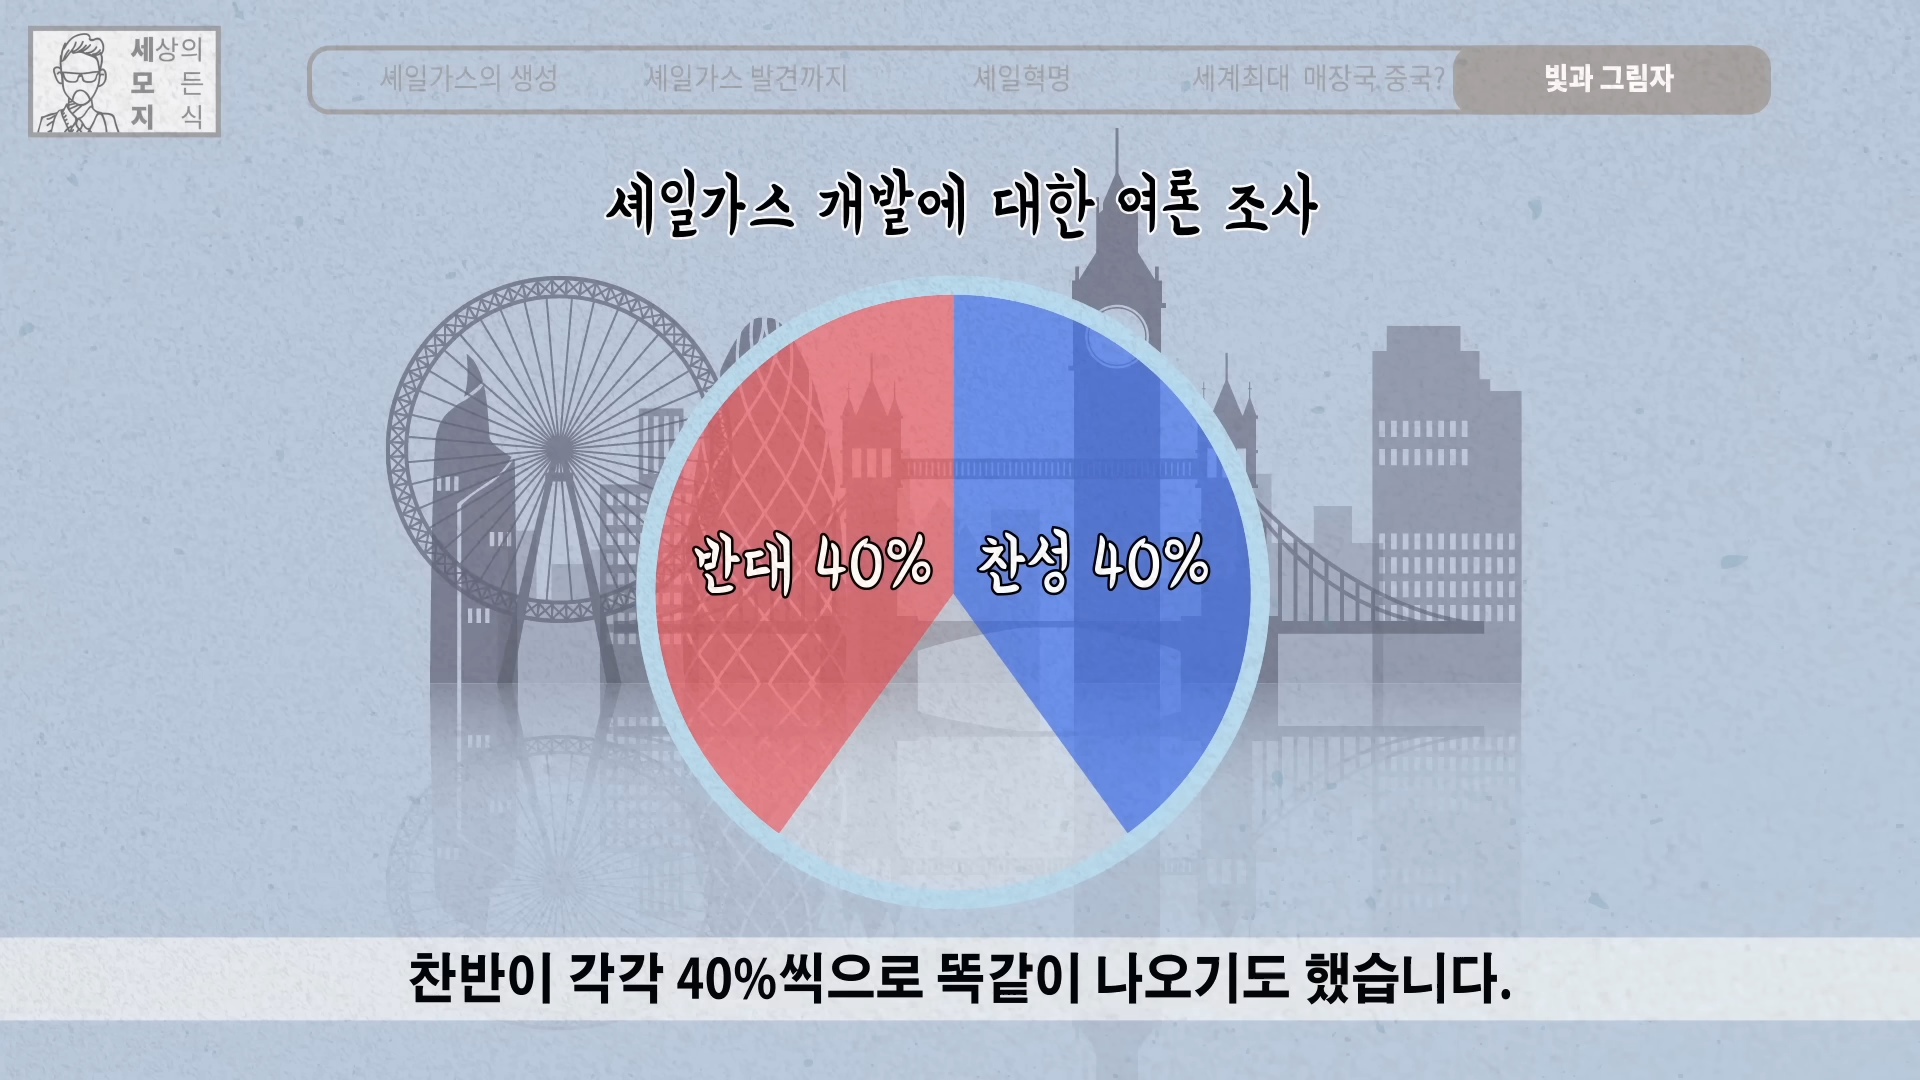 세상의
모든
지식
셰일가스의 생성
셰일가스 발견까지
셰일혁명
세계최대 매장국 중국?
빛과 그림자
셰일가스 개발에 대한 여론 조사
반대 40%
찬성 40%
찬반이 각각 40%씩으로 똑같이 나오기도 했습니다.